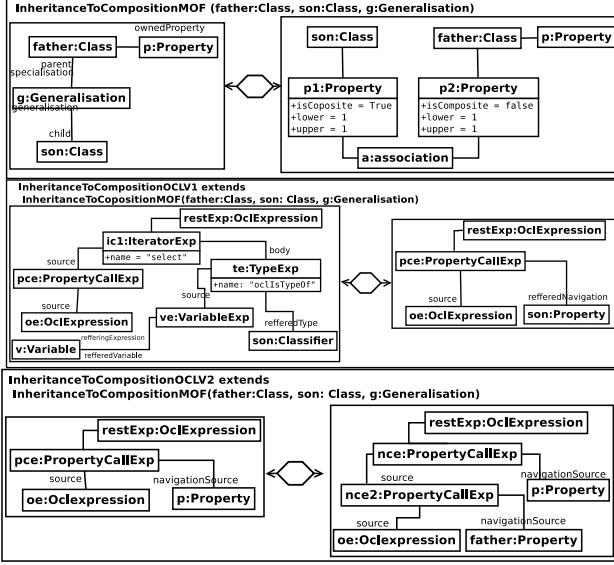 InheritanceToCompositionMOF (father:Class, son:Class, g:Generalisation)
ownedProperty
father:Class
p:Property
parent
specialisation
g:Generalisation
generalisation
child
son:Class
son:Class
father:Class
p:Property
p1:Property
+isCoposite = True
+lower = 1
+upper = 1
p2:Property
+isComposite = false
+lower = 1
+upper = 1
a:association
InheritanceToCompositionOCLV1 extends
InheritanceToCopositionMOF(father:Class, son: Class, g:Generalisation)
restExp:OclExpression
ic1:IteratorExp
+name = "select"
source
body
pce:PropertyCallExp
te:TypeExp
+name: "oclIsTypeOf"
source
source
oe:OclExpression
ve:VariableExp
refferedType
refferingExpression
v:Variable
refferedVariable
son:Classifier
restExp:OclExpression
pce:PropertyCallExp
source
refferedNavigation
oe:OclExpression
son:Property
InheritanceToCompositionOCLV2 extends
InheritanceToCompositionMOF(father:Class, son: Class, g:Generalisation)
restExp:OclExpression
pce:PropertyCallExp
source
navigationSource
oe:Oclexpression
p:Property
restExp:OclExpression
nce:PropertyCallExp
source
navigationSource
nce2:PropertyCallExp
p:Property
source
navigationSource
oe:Oclexpression
father:Property